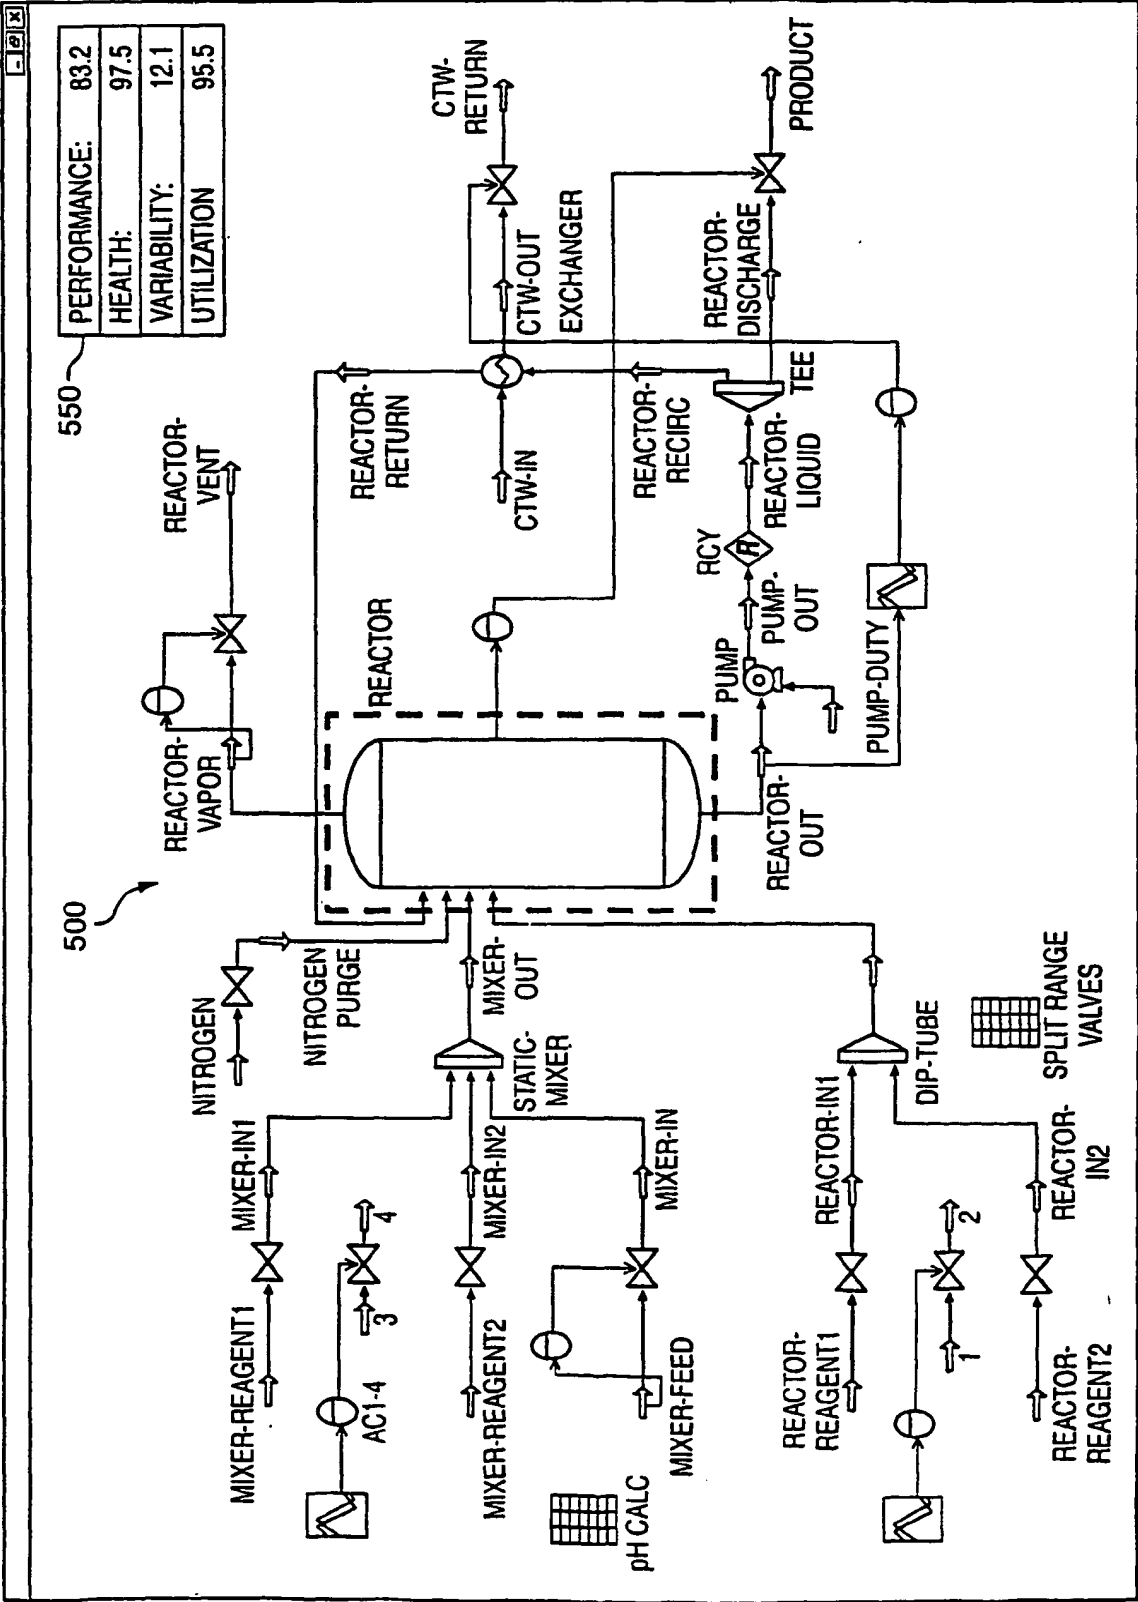 550
PERFORMANCE: 83.2
HEALTH: 97.5
VARIABILITY: 12.1
UTILIZATION 95.5
500
REACTOR-
VENT
REACTOR-
VAPOR
NITROGEN
NITROGEN
PURGE
MIXER-REAGENT1
MIXER-IN1
AC1-4
3
4
MIXER-REAGENT2
MIXER-IN2
STATIC-
MIXER
MIXER-
OUT
MIXER-FEED
MIXER-IN
pH CALC
REACTOR
REACTOR-
RETURN
CTW-IN
CTW-OUT
EXCHANGER
CTW-
RETURN
REACTOR-
RECIRC
REACTOR-
DISCHARGE
PRODUCT
TEE
REACTOR-
LIQUID
RCY
R
PUMP
PUMP-
OUT
PUMP-DUTY
REACTOR-
OUT
REACTOR-
REAGENT1
REACTOR-IN1
DIP-TUBE
1
2
REACTOR-
REAGENT2
REACTOR-
IN2
SPLIT RANGE
VALVES